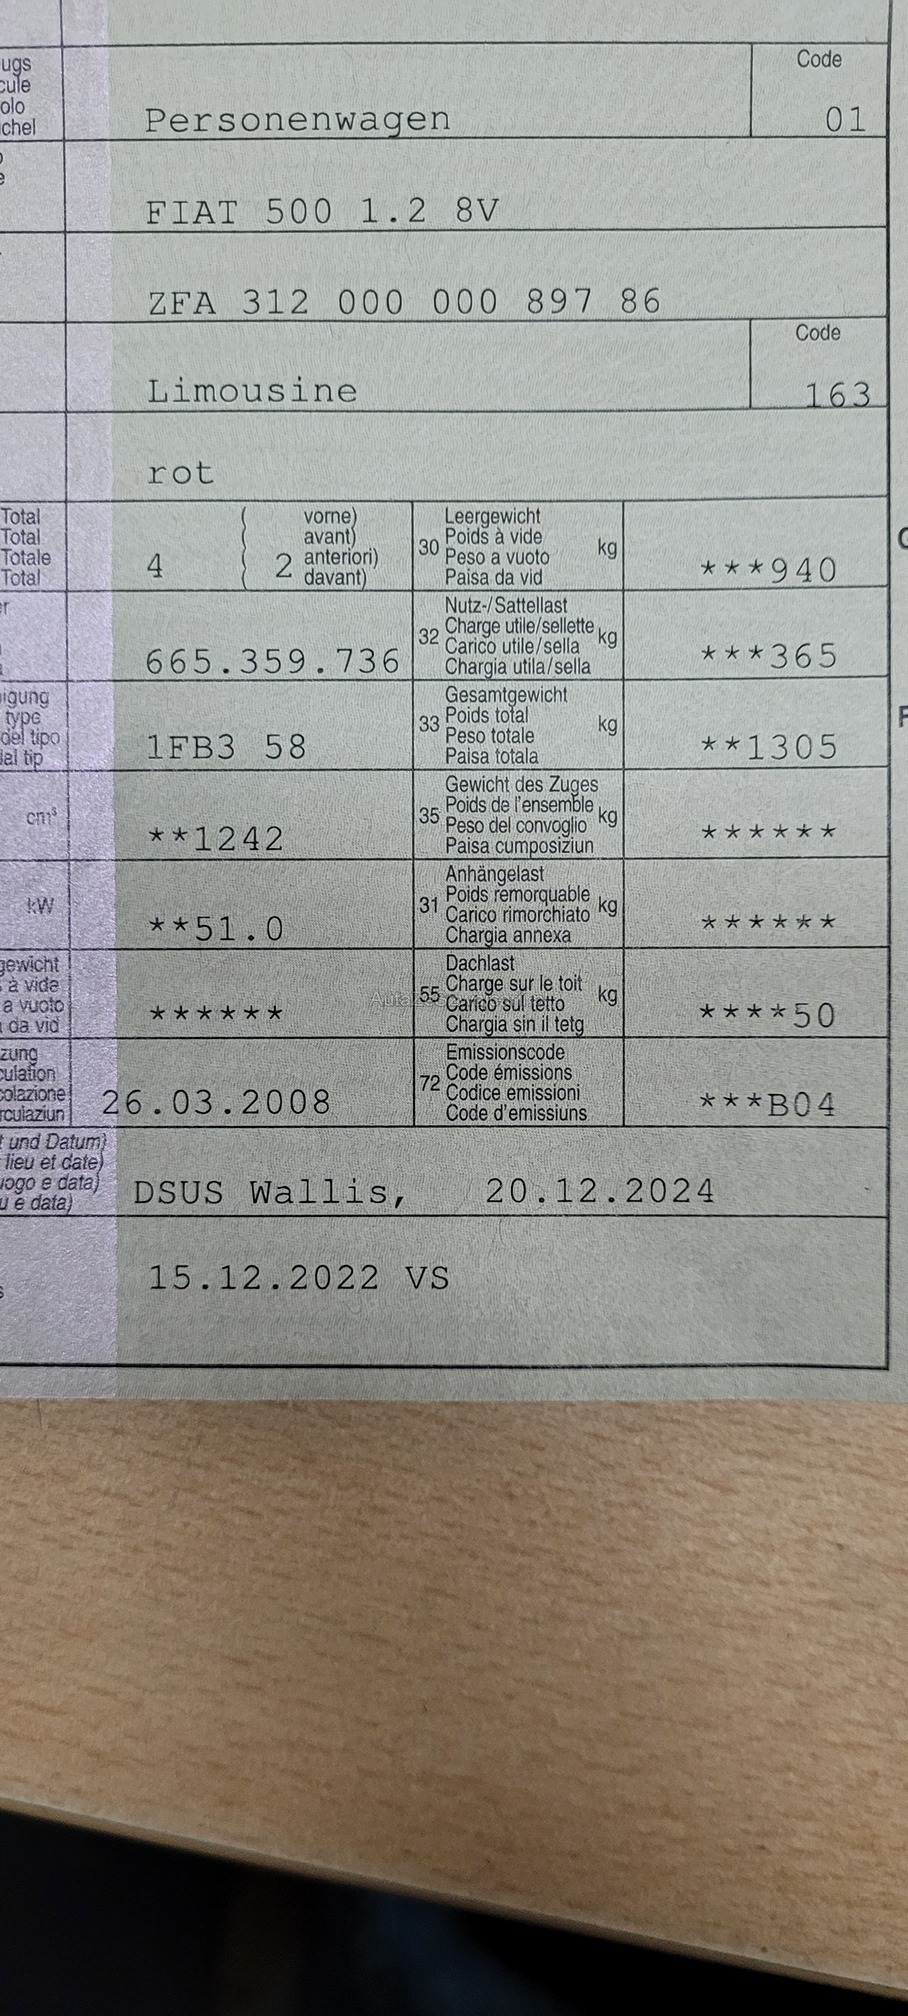 ugs
cule
olo
chel
Code
Personenwagen
01
FIAT 500 1.2 8V
ZFA 312 000 000 897 86
Code
Limousine
163
rot
Total
Total
Totale
Total
4 ( 2
vorne)
avant)
anteriori)
davant)
30
Leergewicht
Poids à vide
Peso a vuoto
Paisa da vid
kg
***940
665.359.736
32
Nutz-/Sattellast
Charge utile/sellette
Carico utile/sella
Chargia utila/sella
kg
***365
igung
type
del tipo
dal tip
1FB3 58
33
Gesamtgewicht
Poids total
Peso totale
Paisa totala
kg
**1305
cm³
**1242
35
Gewicht des Zuges
Poids de l'ensemble
Peso del convoglio
Paisa cumposiziun
kg
******
kW
**51.0
31
Anhängelast
Poids remorquable
Carico rimorchiato
Chargia annexa
kg
******
gewicht
à vide
a vuoto
da vid
******
55
Dachlast
Charge sur le toit
Carico sul tetto
Chargia sin il tetg
kg
****50
zung
culation
colazione
rculaziun
26.03.2008
72
Emissionscode
Code émissions
Codice emissioni
Code d'emissiuns
***B04
t und Datum)
lieu et date)
uogo e data)
u e data)
DSUS Wallis, 20.12.2024
15.12.2022 VS